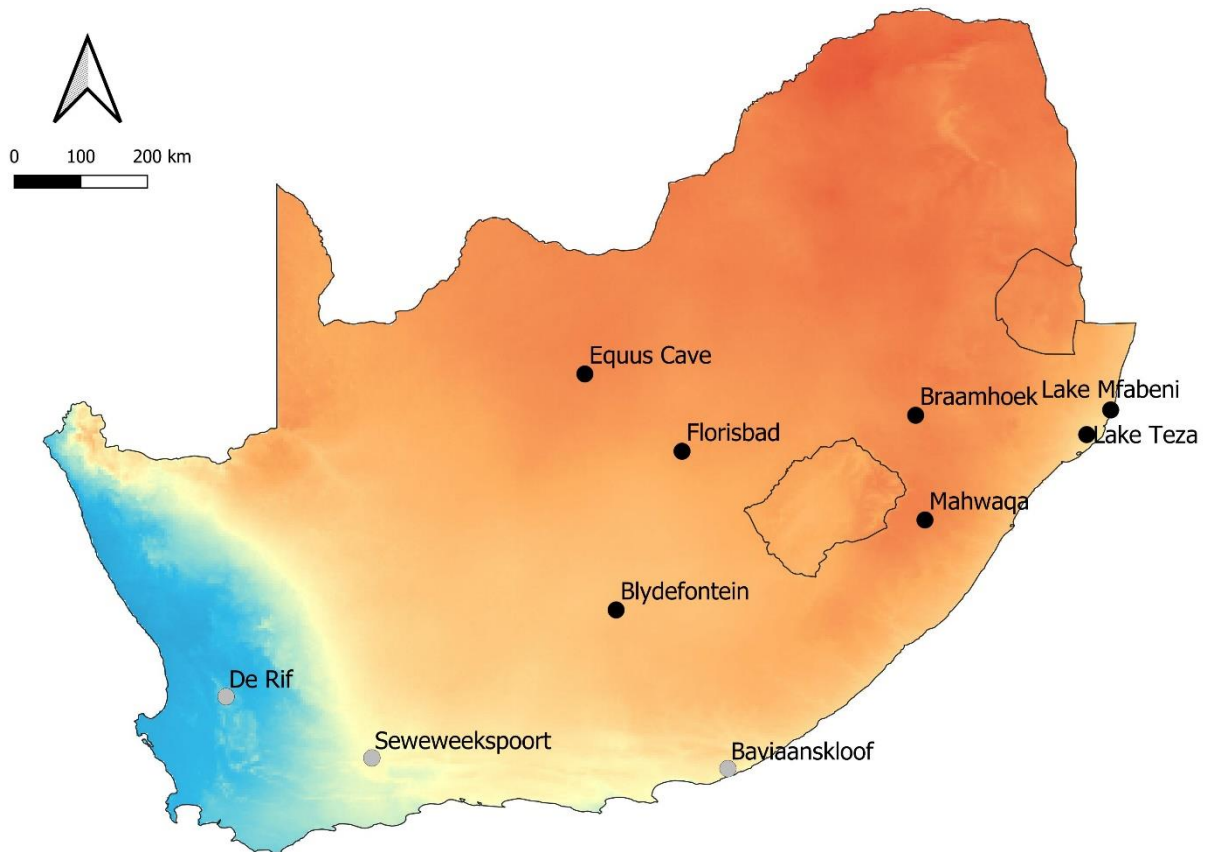 0 100 200 km
Equus Cave
Lake Mfabeni
Braamhoek
Florisbad
Lake Teza
Mahwaqa
Blydefontein
De Rif
Seweweekspoort
Baviaanskloof